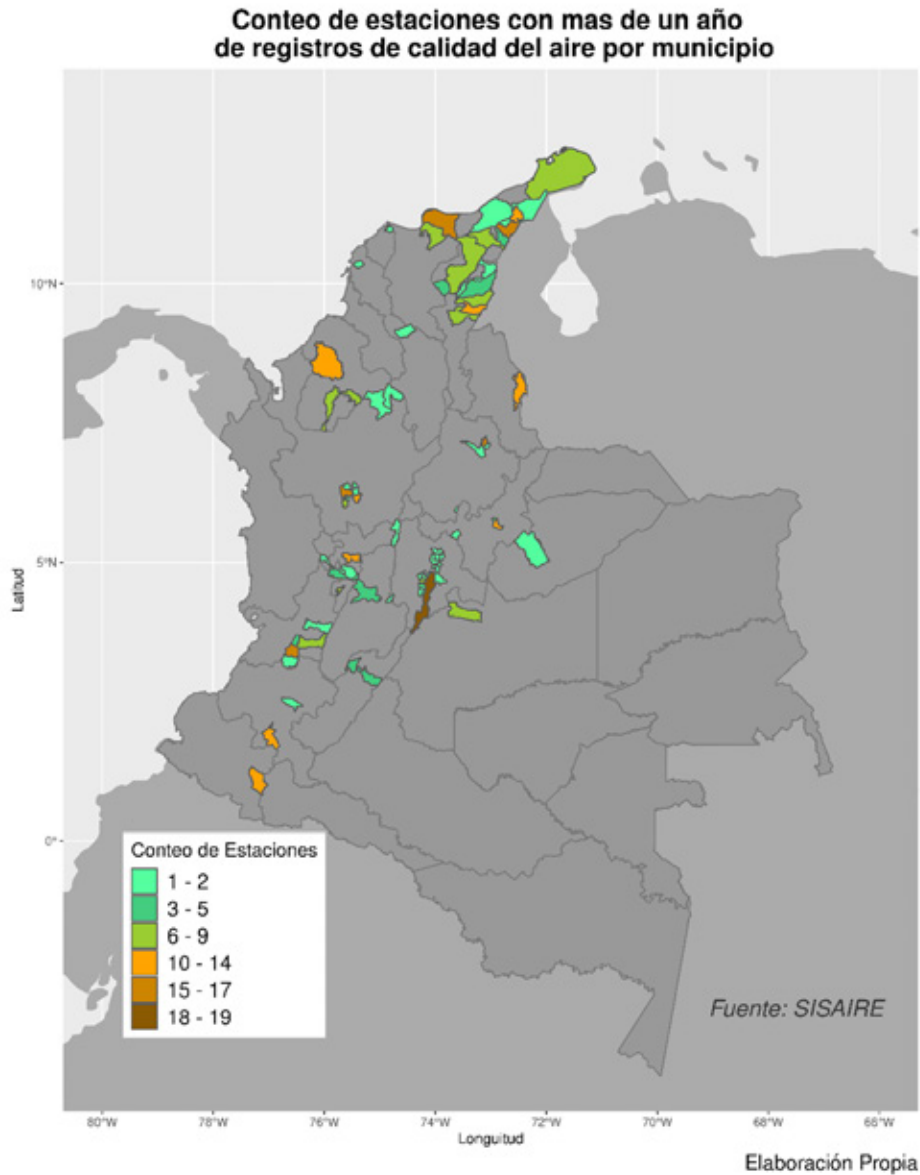 Conteo de estaciones con mas de un año
de registros de calidad del aire por municipio
10°N
5°N
0°
Latitud
Conteo de Estaciones
1 - 2
3 - 5
6 - 9
10 - 14
15 - 17
18 - 19
Fuente: SISAIRE
80°W 78°W 76°W 74°W 72°W 70°W 68°W 66°W
Longuitud
Elaboración Propia